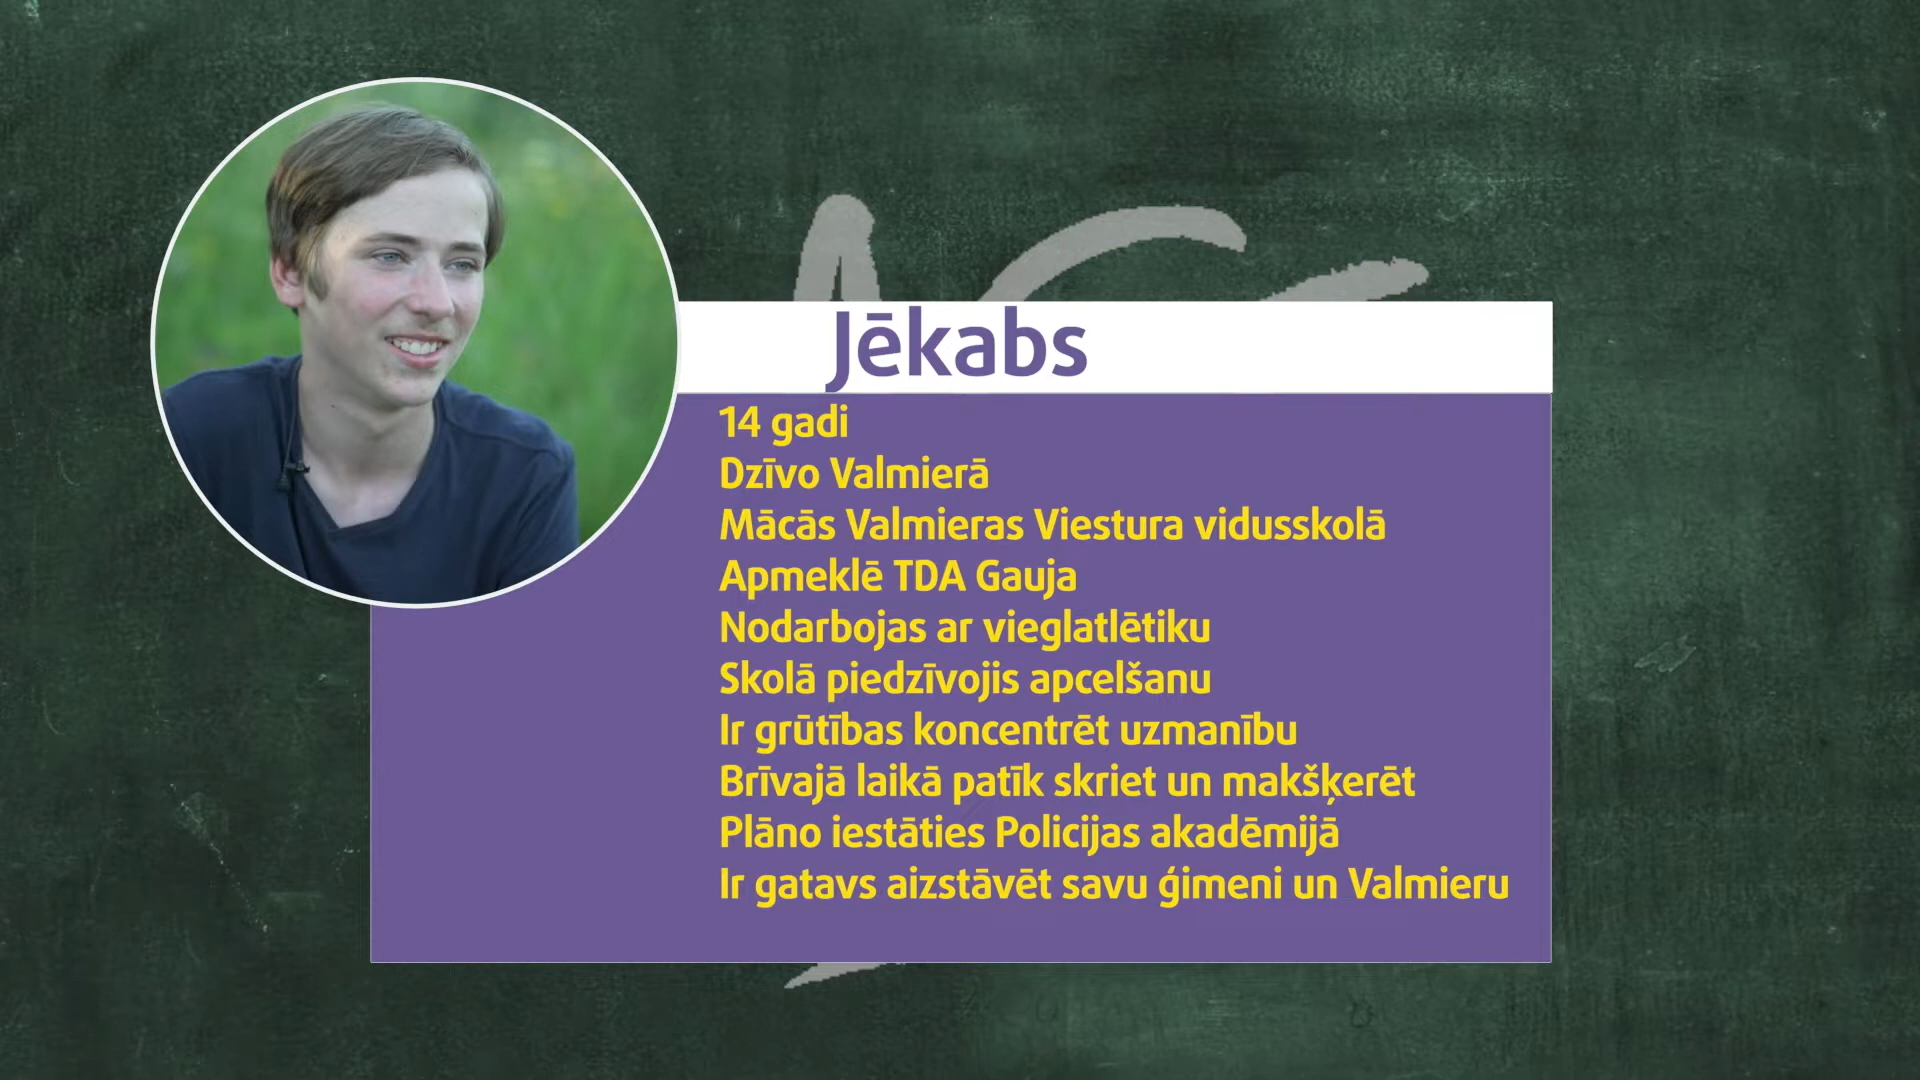 Jēkabs
14 gadi
Dzīvo Valmierā
Mācās Valmieras Viestura vidusskolā
Apmeklē TDA Gauja
Nodarbojas ar vieglatlētiku
Skolā piedzīvojis apcelšanu
Ir grūtības koncentrēt uzmanību
Brīvajā laikā patīk skriet un makšķerēt
Plāno iestāties Policijas akadēmijā
Ir gatavs aizstāvēt savu ģimeni un Valmieru